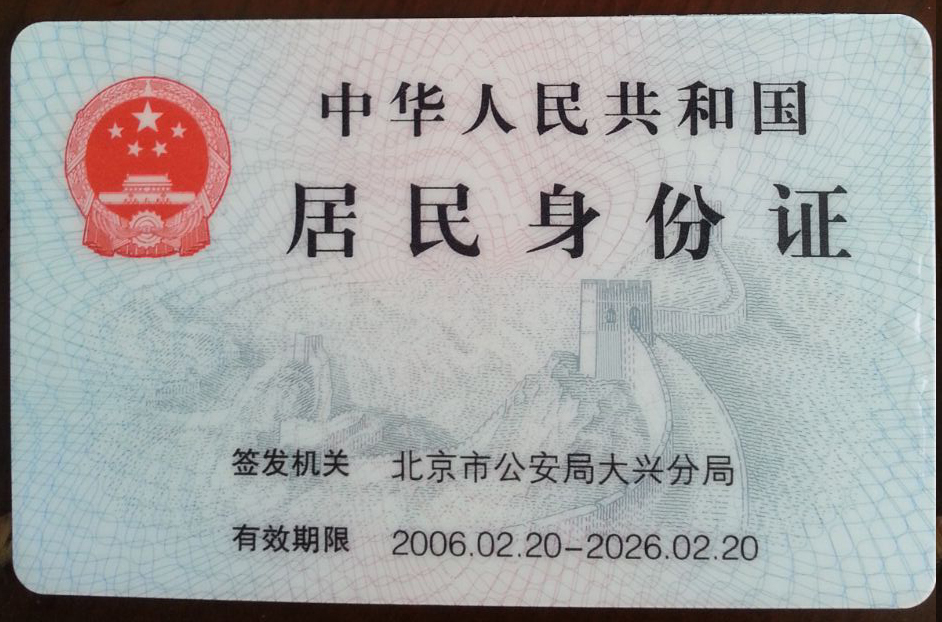 中华人民共和国
居民身份证
签发机关 北京市公安局大兴分局
有效期限 2006.02.20-2026.02.20